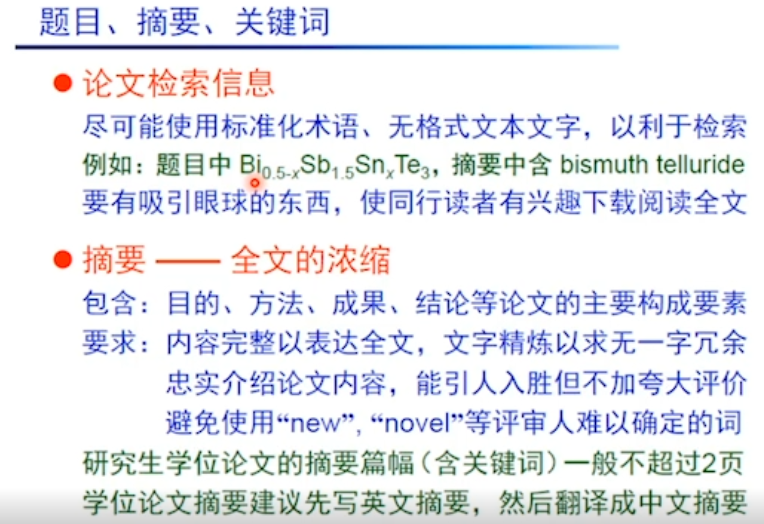 题目、摘要、关键词
● 论文检索信息
尽可能使用标准化术语、无格式文本文字，以利于检索
例如：题目中 Bi0.5-xSb1.5SnxTe3，摘要中含 bismuth telluride
要有吸引眼球的东西，使同行读者有兴趣下载阅读全文
● 摘要 —— 全文的浓缩
包含：目的、方法、成果、结论等论文的主要构成要素
要求：内容完整以表达全文，文字精炼以求无一字冗余
忠实介绍论文内容，能引人入胜但不加夸大评价
避免使用“new”, “novel”等评审人难以确定的词
研究生学位论文的摘要篇幅（含关键词）一般不超过2页
学位论文摘要建议先写英文摘要，然后翻译成中文摘要